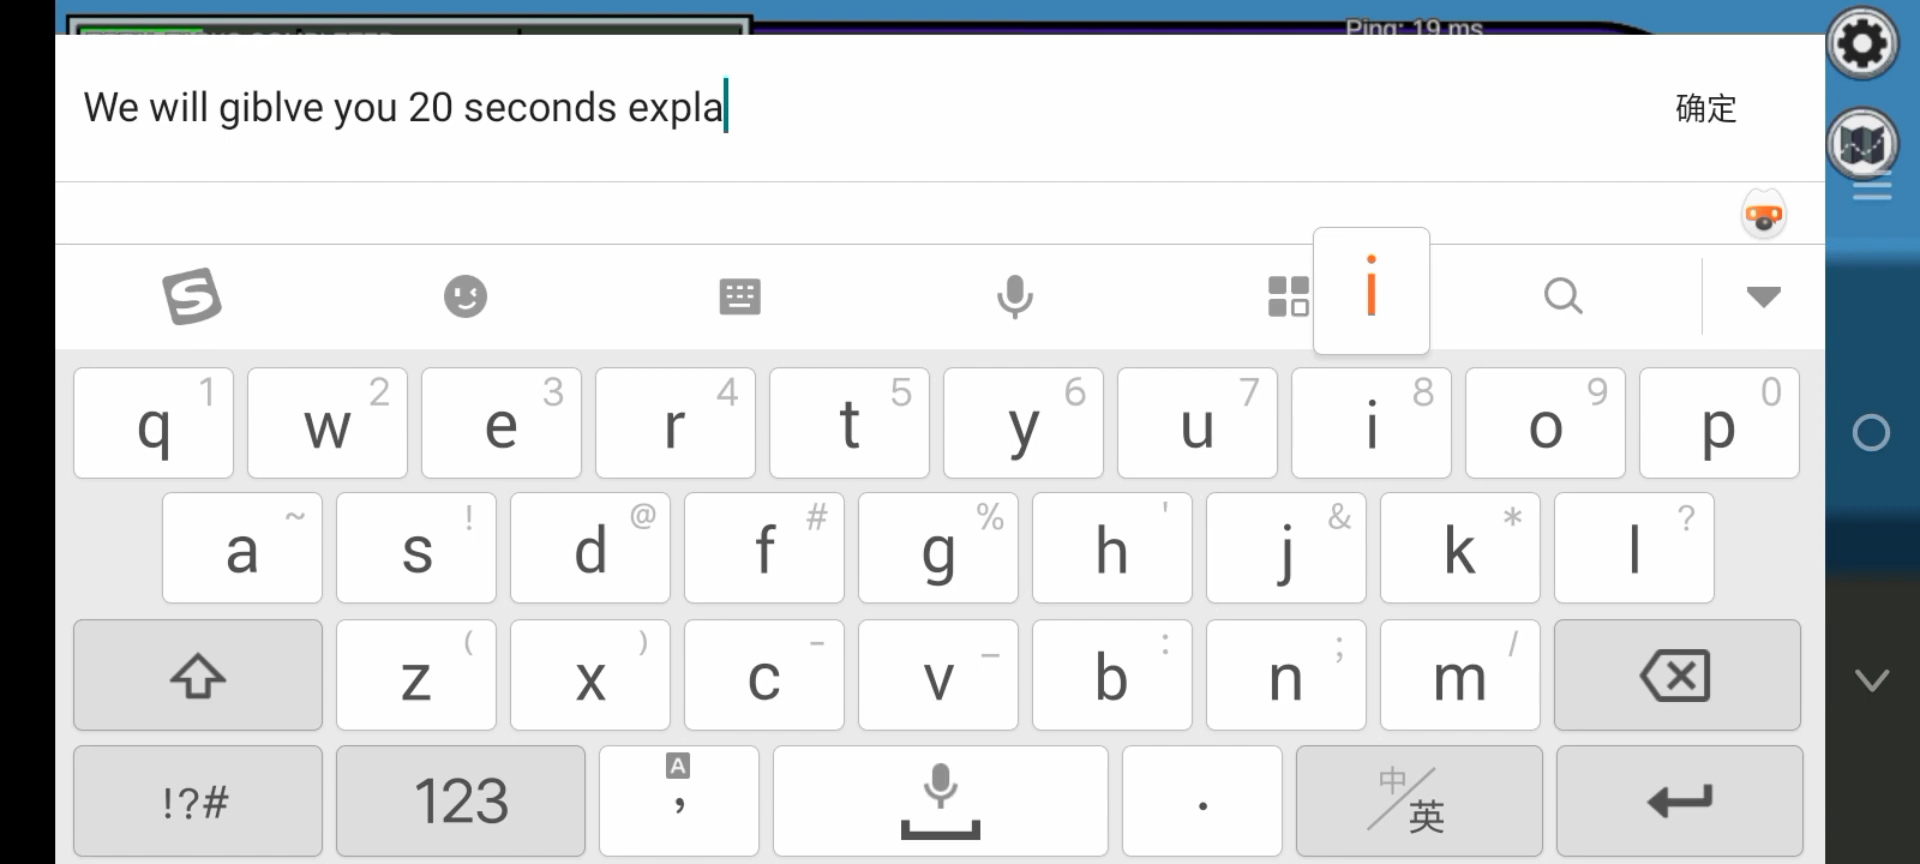 Ping: 19 ms
We will giblve you 20 seconds expla
确定
i
q 1 w 2 e 3 r 4 t 5 y 6 u 7 i 8 o 9 p 0
a ~ s ! d @ f # g % h ' j & k * l ?
z ( x ) c - v _ b : n ; m /
!?# 123 A , . 中/英